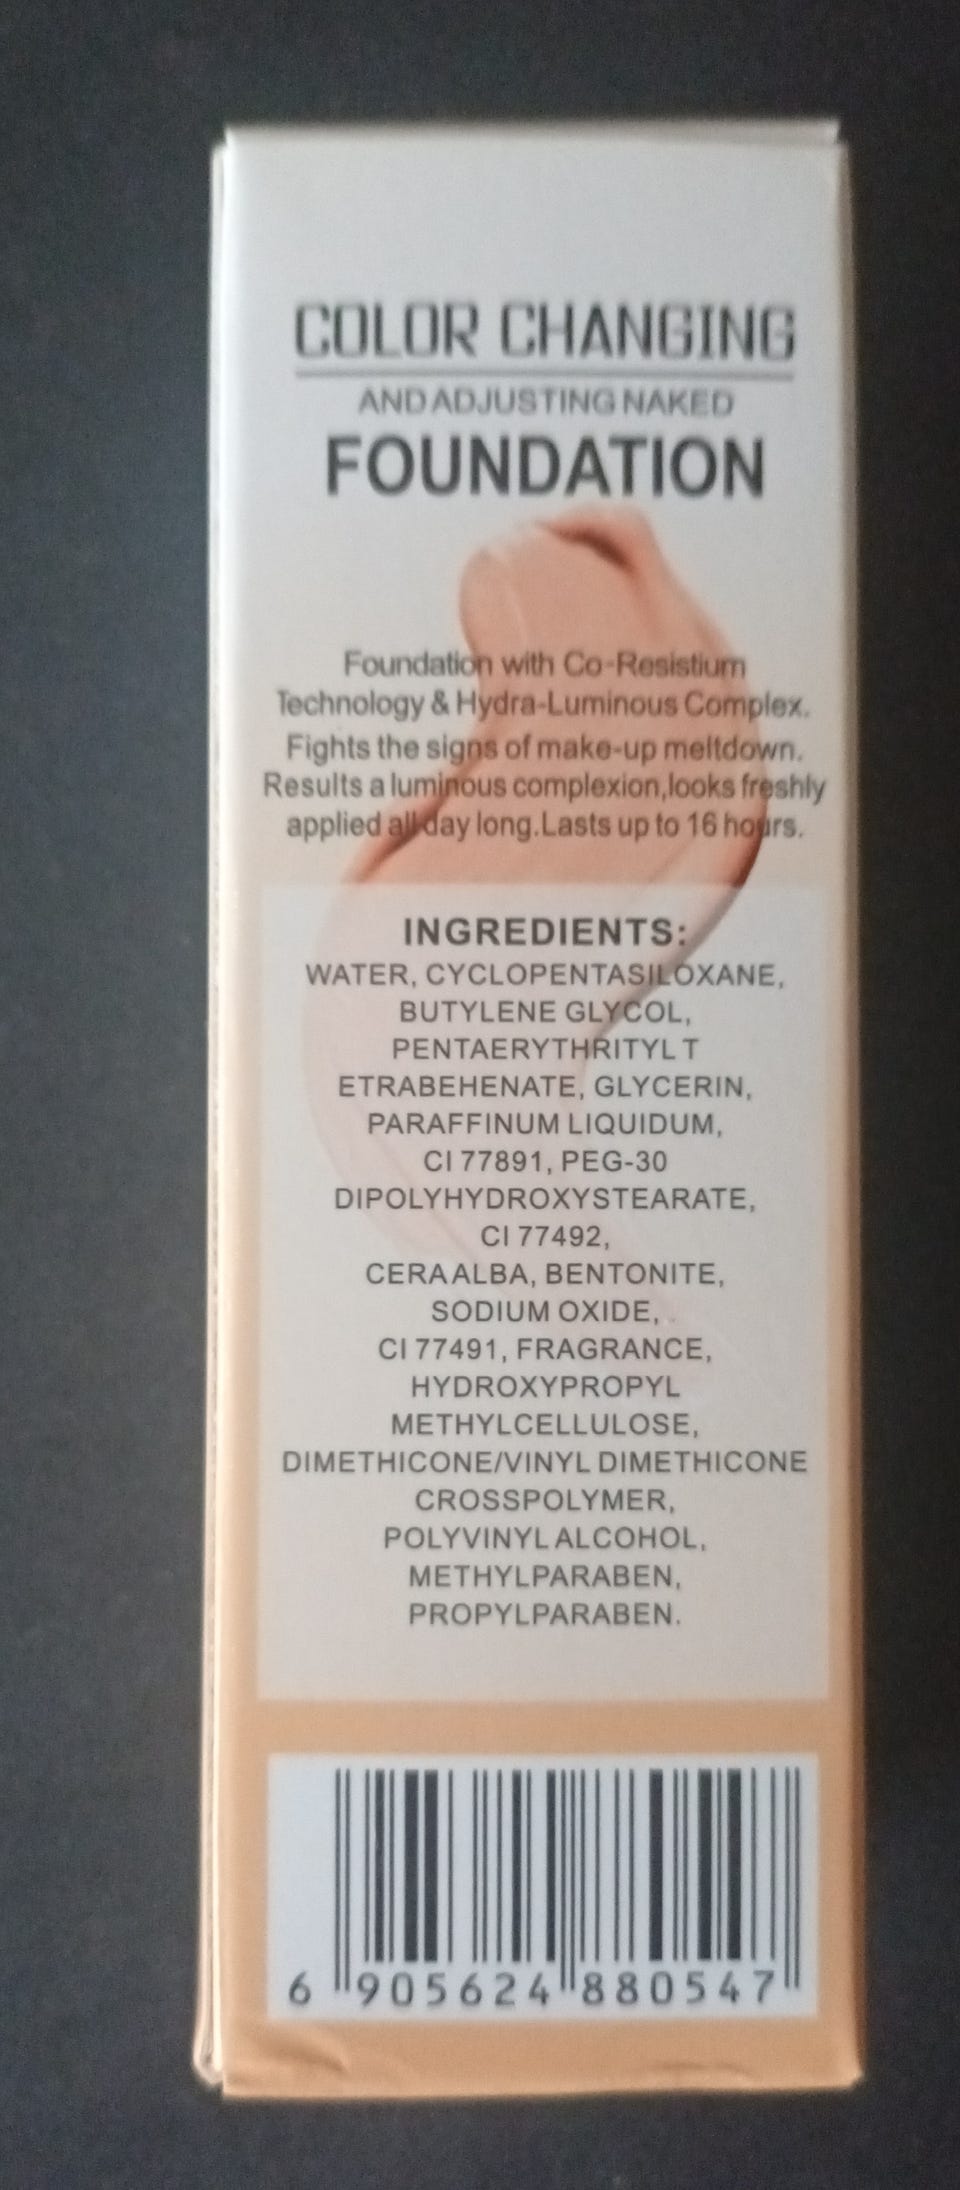 COLOR CHANGING
AND ADJUSTING NAKED
FOUNDATION
Foundation with Co-Resistium
Technology & Hydra-Luminous Complex.
Fights the signs of make-up meltdown.
Results a luminous complexion,looks freshly
applied all day long.Lasts up to 16 hours.
INGREDIENTS:
WATER, CYCLOPENTASILOXANE,
BUTYLENE GLYCOL,
PENTAERYTHRITYL T
ETRABEHENATE, GLYCERIN,
PARAFFINUM LIQUIDUM,
CI 77891, PEG-30
DIPOLYHYDROXYSTEARATE,
CI 77492,
CERA ALBA, BENTONITE,
SODIUM OXIDE,
CI 77491, FRAGRANCE,
HYDROXYPROPYL
METHYLCELLULOSE,
DIMETHICONE/VINYL DIMETHICONE
CROSSPOLYMER,
POLYVINYL ALCOHOL,
METHYLPARABEN,
PROPYLPARABEN.
6 905624 880547